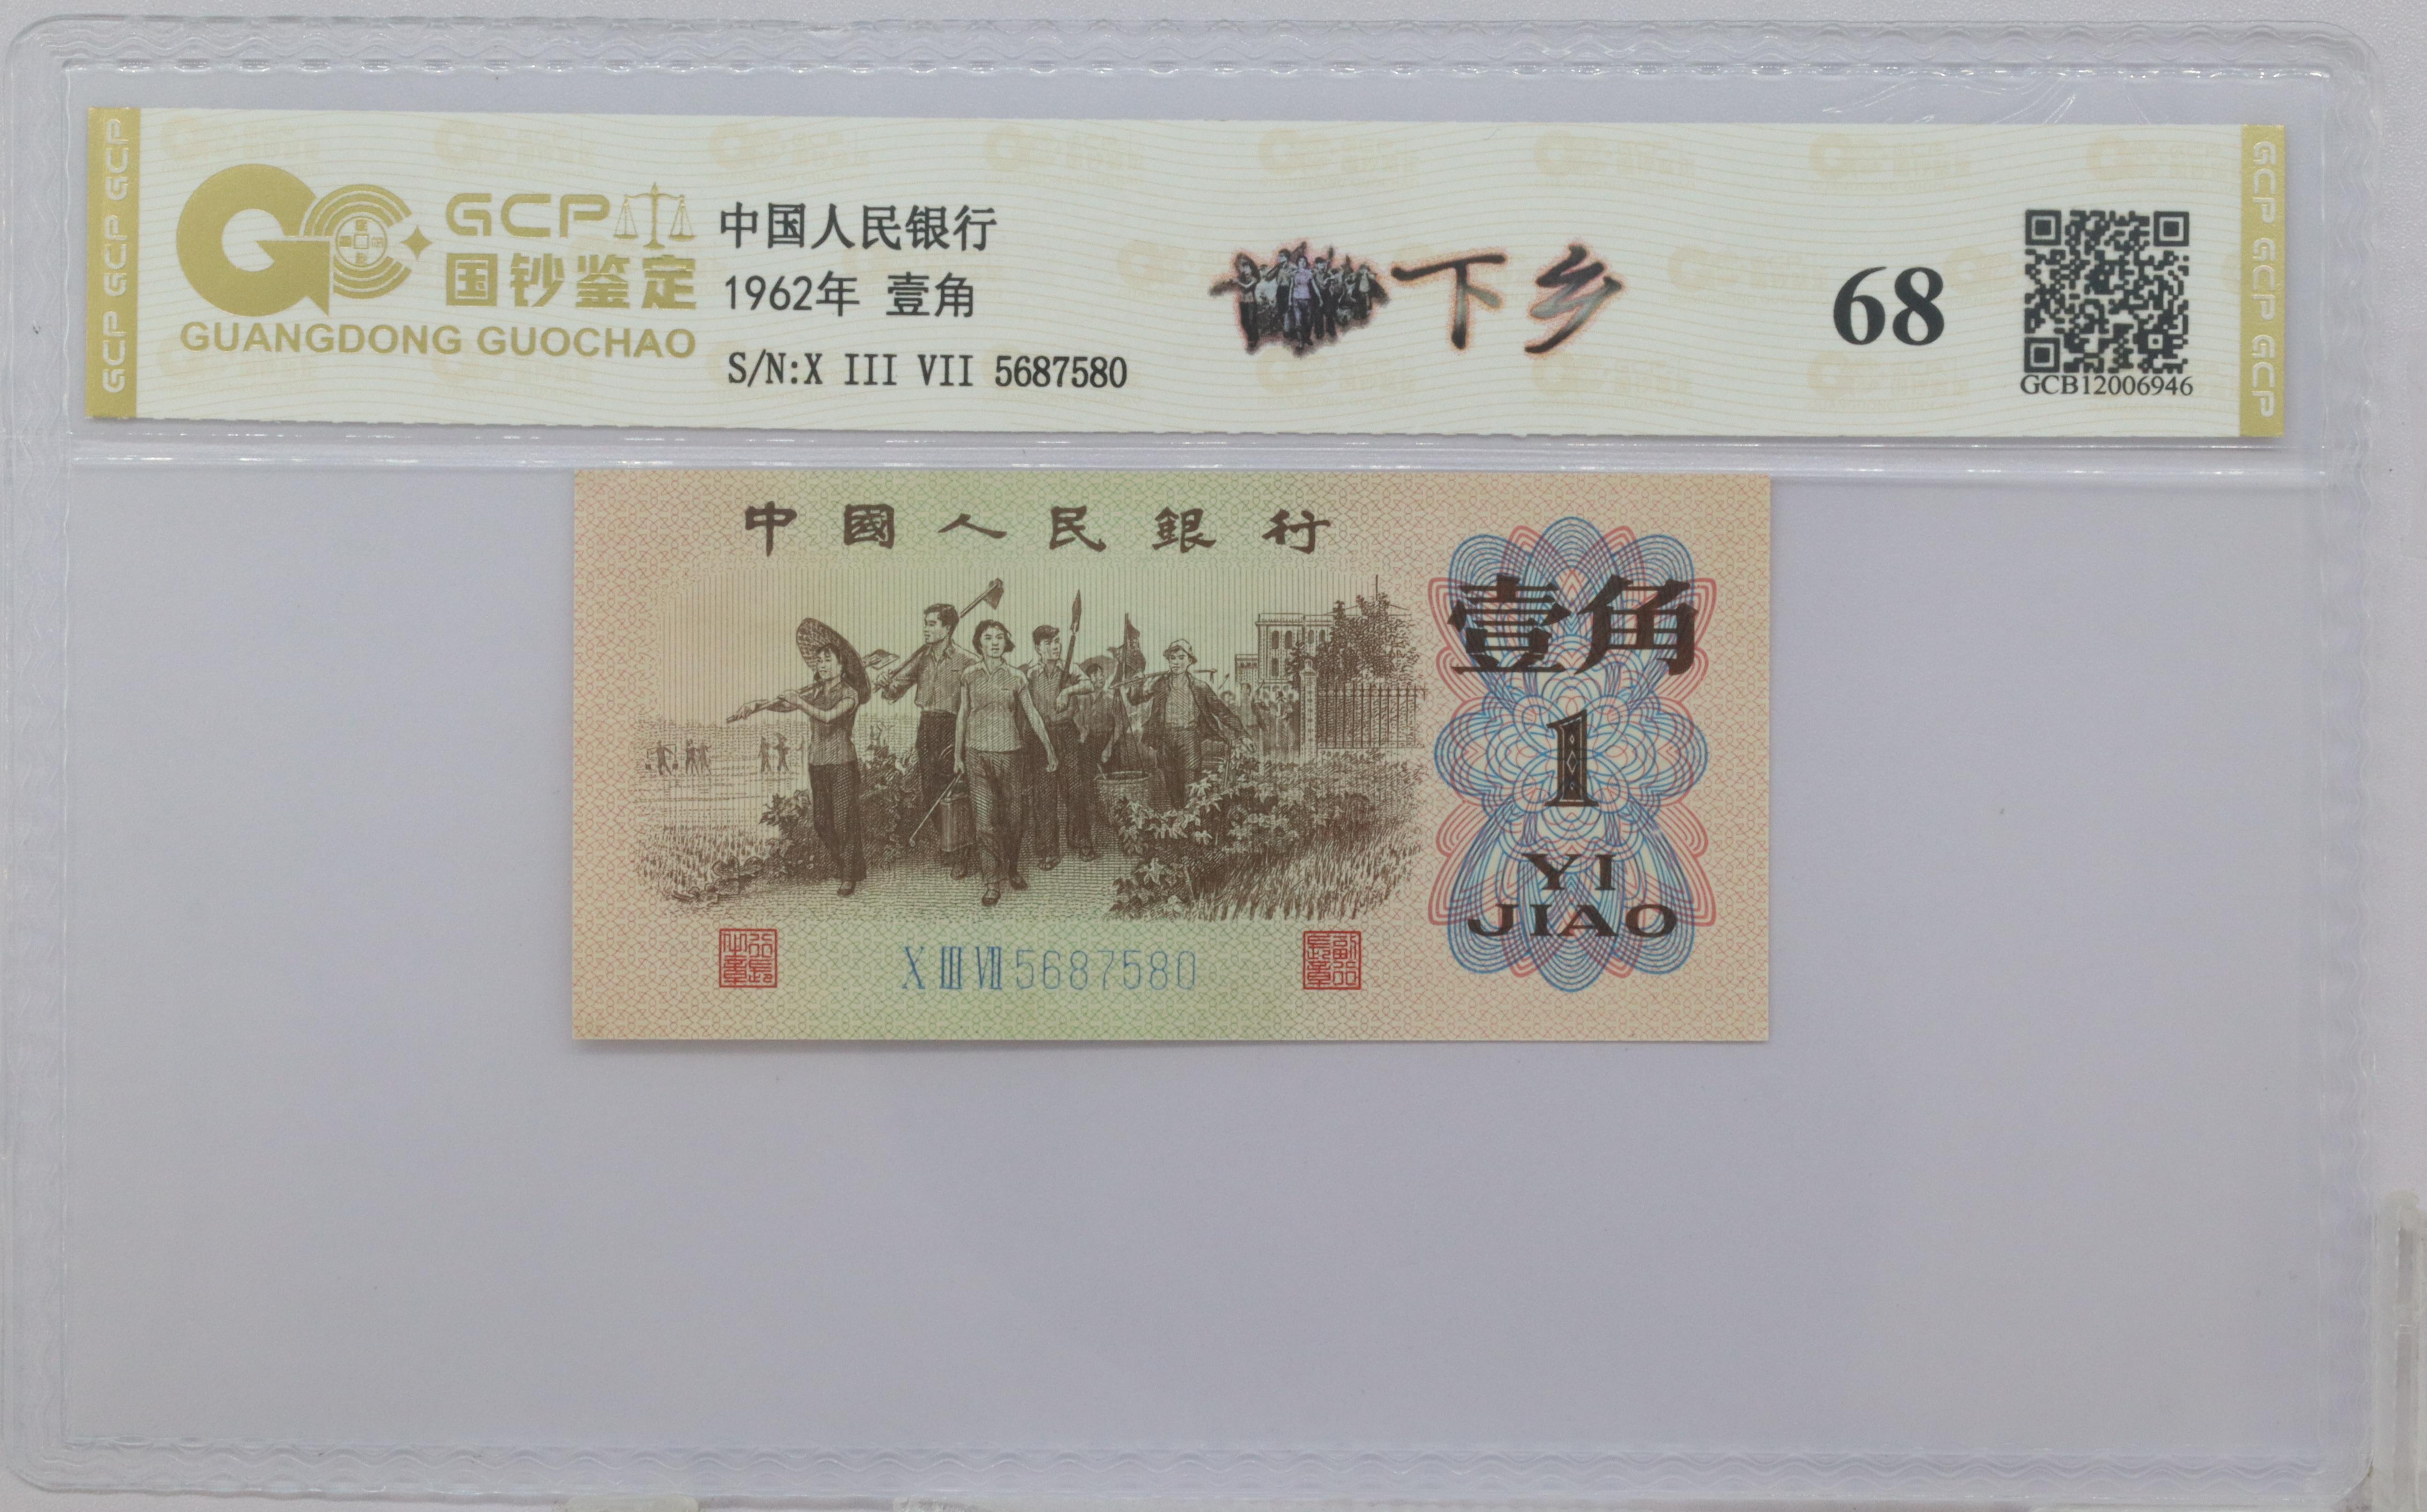 GCP GCP GCP
GCP
国钞鉴定
GUANGDONG GUOCHAO
中国人民银行
1962年 壹角
S/N:X III VII 5687580
下乡
68
GCB12006946
GCP GCP GCP
中國人民銀行
壹角
1
YI
JIAO
X III VII 5687580